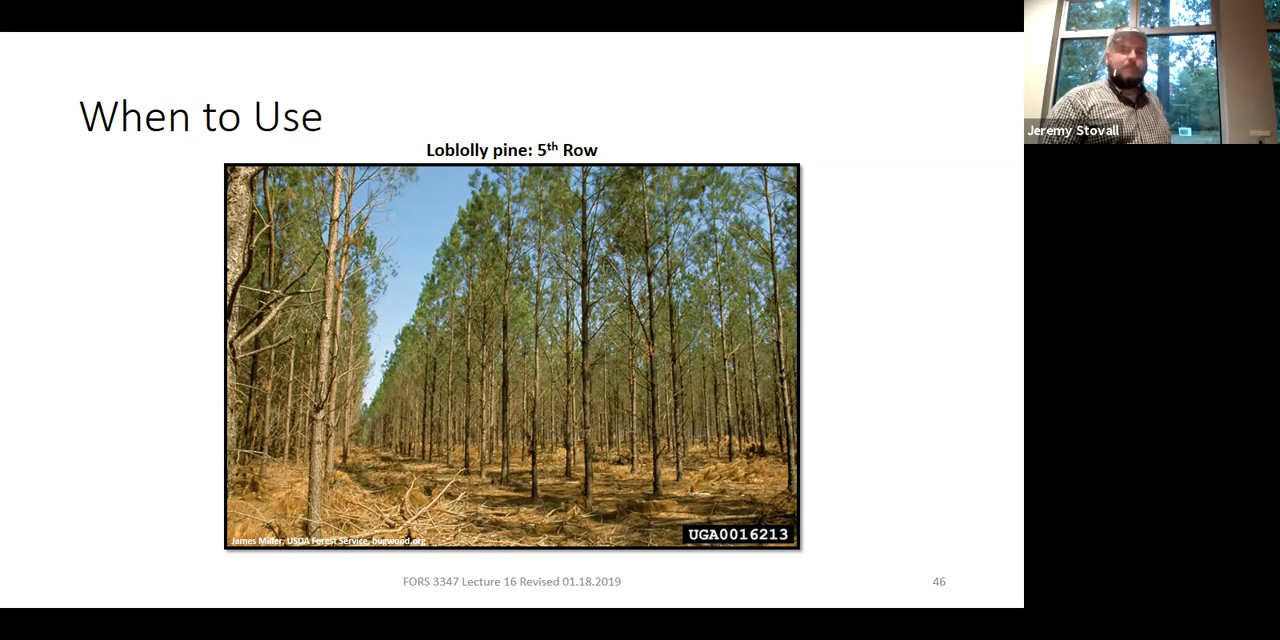 When to Use
Loblolly pine: 5th Row
UGA0016213
James Miller, USDA Forest Service, bugwood.org
FORS 3347 Lecture 16 Revised 01.18.2019
46
Jeremy Stovall